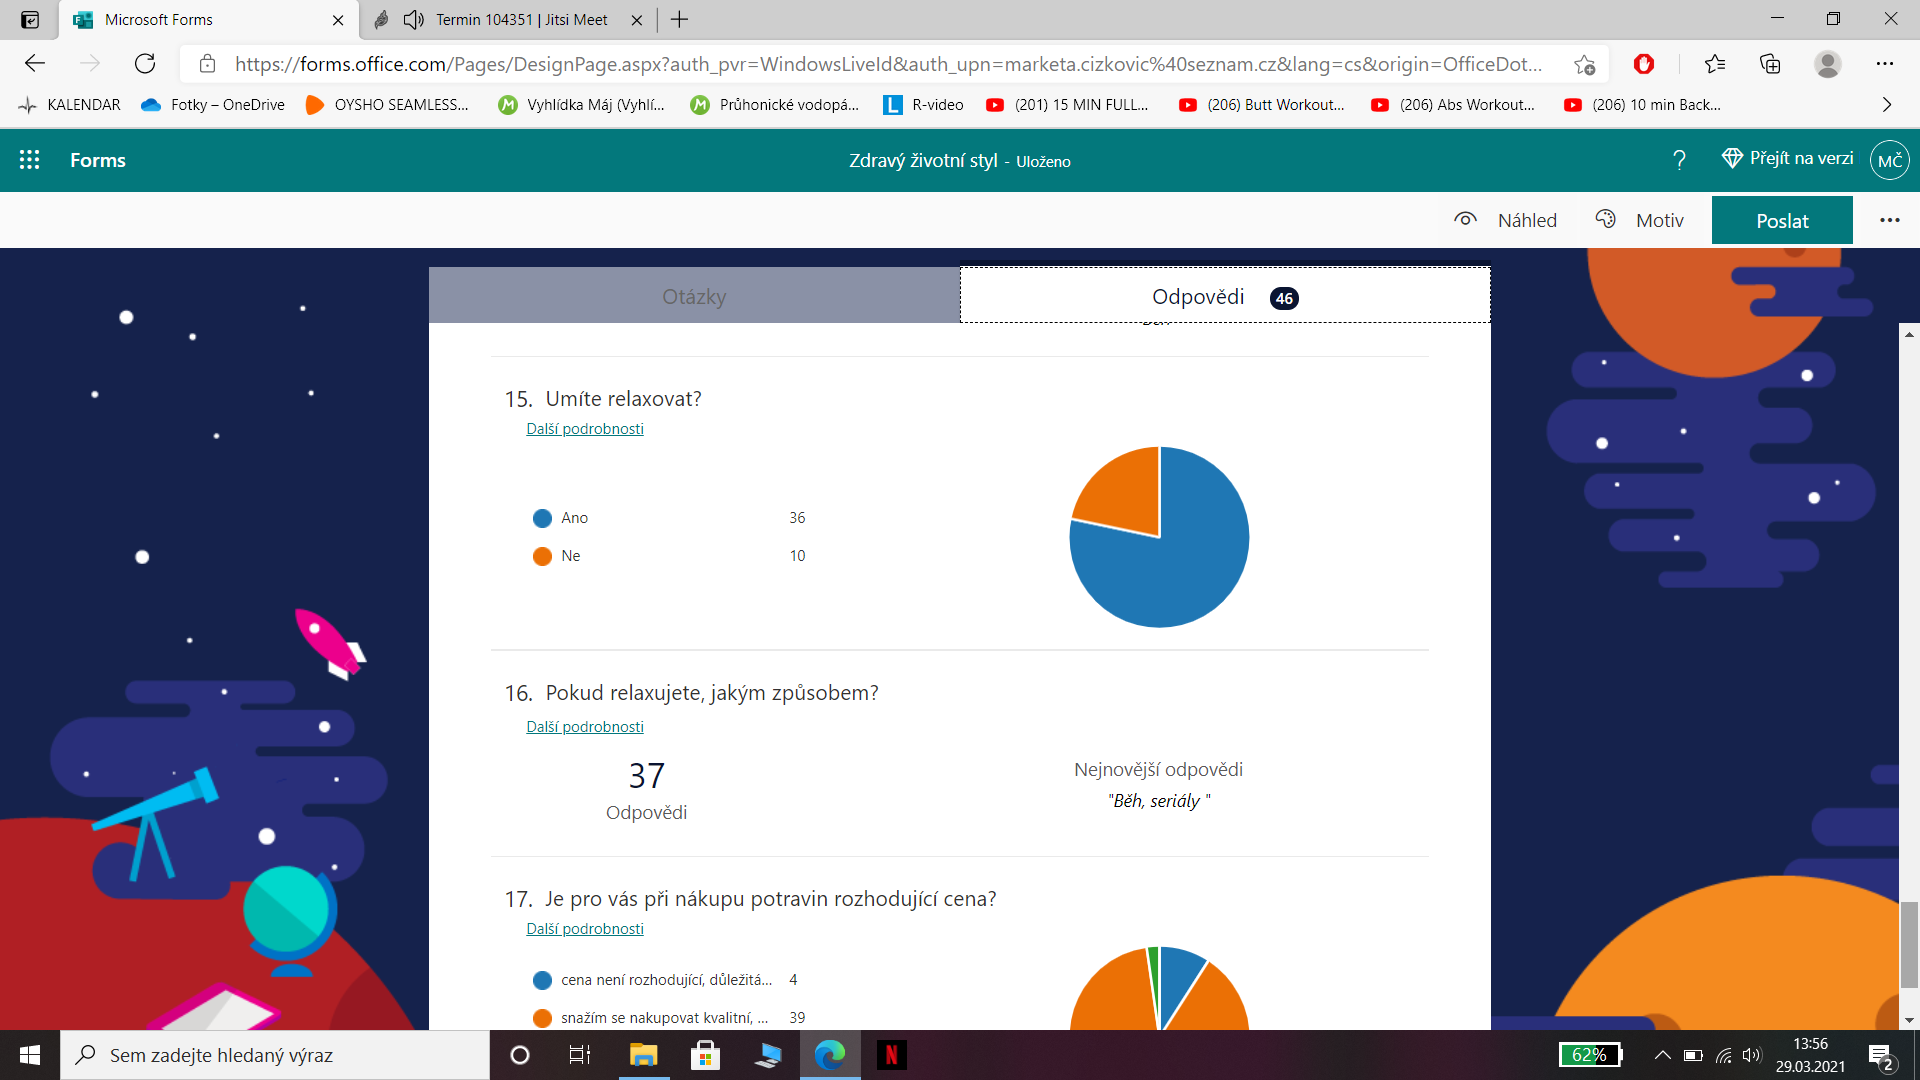 Microsoft Forms
Termin 104351 | Jitsi Meet
https://forms.office.com/Pages/DesignPage.aspx?auth_pvr=WindowsLiveId&auth_upn=marketa.cizkovic%40seznam.cz&lang=cs&origin=OfficeDot...
KALENDAR
Fotky – OneDrive
OYSHO SEAMLESS...
Vyhlídka Máj (Vyhlí...
Průhonické vodopá...
R-video
(201) 15 MIN FULL...
(206) Butt Workout...
(206) Abs Workout...
(206) 10 min Back...
Forms
Zdravý životní styl - Uloženo
?
Přejít na verzi
MČ
Náhled
Motiv
Poslat
Otázky
Odpovědi 46
15. Umíte relaxovat?
Další podrobnosti
Ano 36
Ne 10
16. Pokud relaxujete, jakým způsobem?
Další podrobnosti
37
Odpovědi
Nejnovější odpovědi
"Běh, seriály "
17. Je pro vás při nákupu potravin rozhodující cena?
Další podrobnosti
cena není rozhodující, důležitá... 4
snažím se nakupovat kvalitní, ... 39
Sem zadejte hledaný výraz
62%
13:56
29.03.2021
2